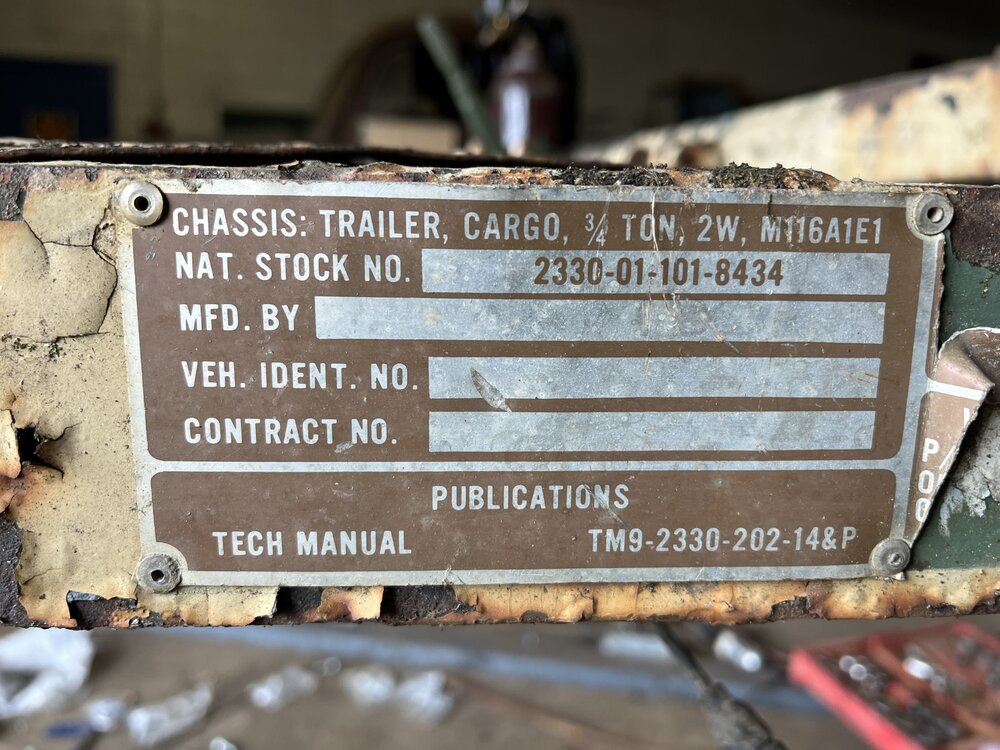 CHASSIS: TRAILER, CARGO, ¾ TON, 2W, M116A1E1
NAT. STOCK NO. 2330-01-101-8434
MFD. BY
VEH. IDENT. NO.
CONTRACT NO.
PUBLICATIONS
TECH MANUAL TM9-2330-202-14&P